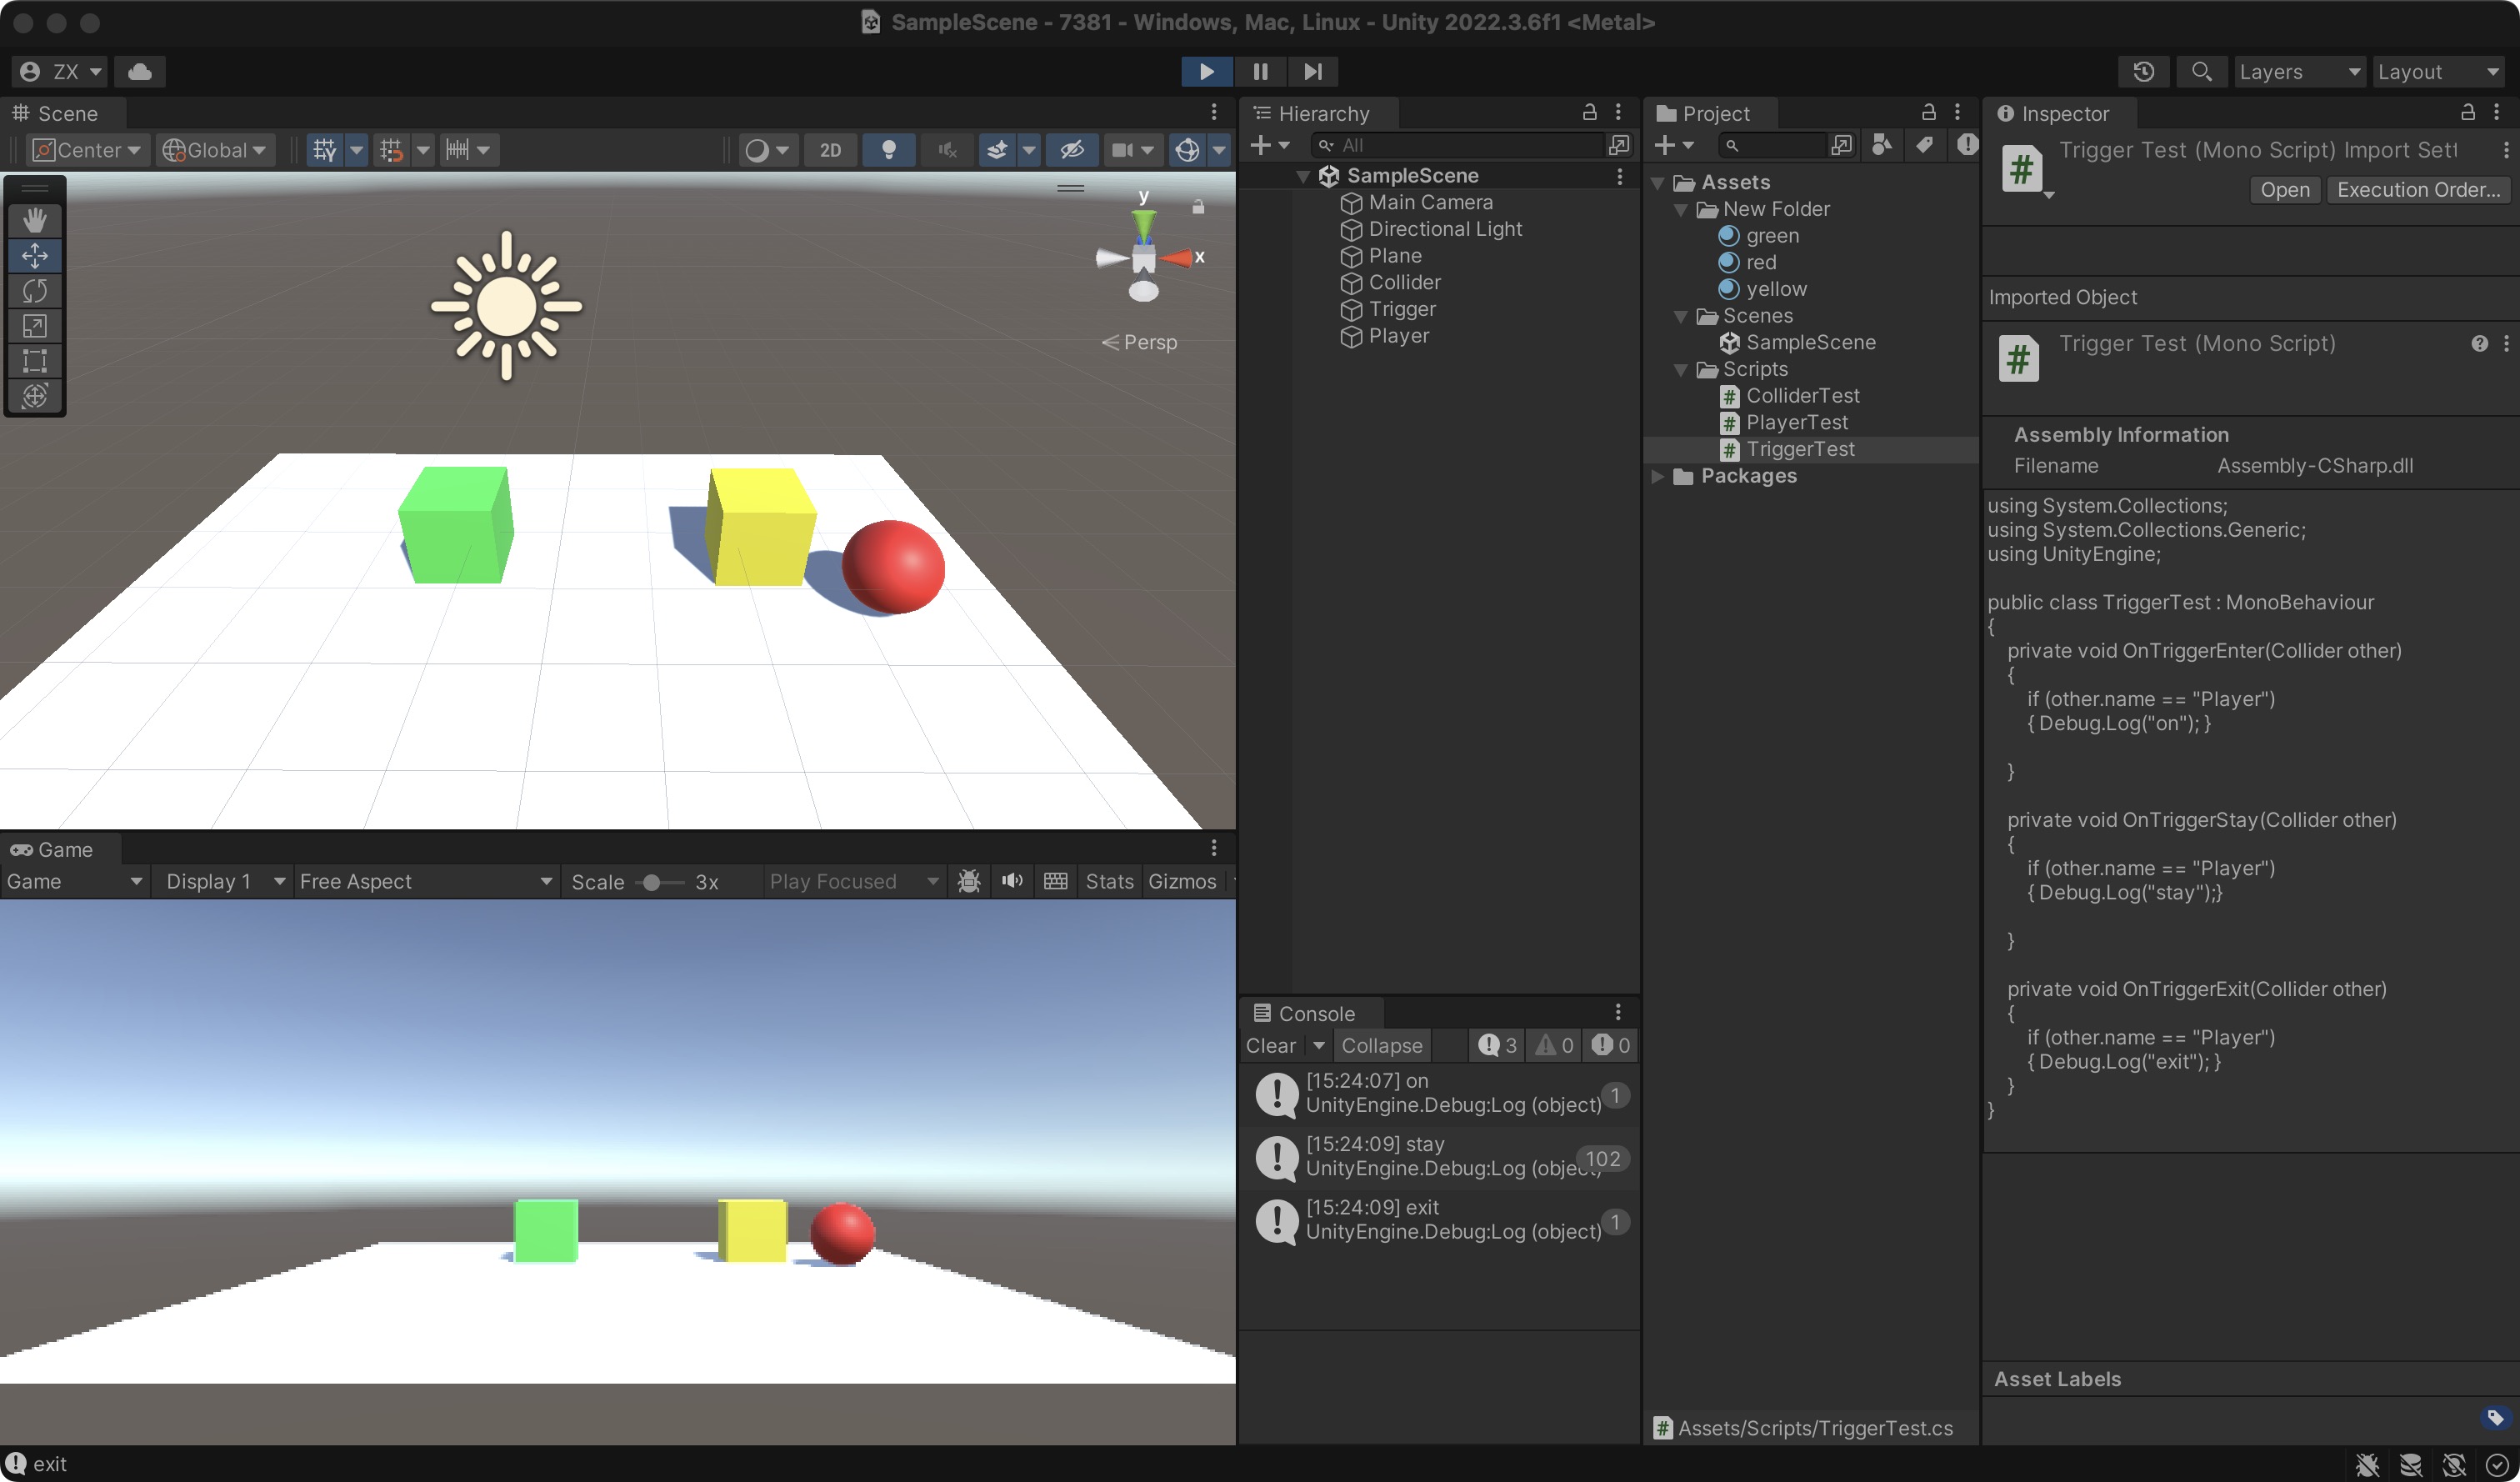 SampleScene - 7381 - Windows, Mac, Linux - Unity 2022.3.6f1 <Metal>
ZX
Layers
Layout
Scene
Center
Global
2D
y
x
Persp
Game
Game
Display 1
Free Aspect
Scale
3x
Play Focused
Stats
Gizmos
Hierarchy
All
SampleScene
Main Camera
Directional Light
Plane
Collider
Trigger
Player
Console
Clear
Collapse
3
0
0
[15:24:07] on
UnityEngine.Debug:Log (object)
1
[15:24:09] stay
UnityEngine.Debug:Log (object)
102
[15:24:09] exit
UnityEngine.Debug:Log (object)
1
Project
Assets
New Folder
green
red
yellow
Scenes
SampleScene
Scripts
ColliderTest
PlayerTest
TriggerTest
Packages
Assets/Scripts/TriggerTest.cs
Inspector
Trigger Test (Mono Script) Import Sett
Open
Execution Order...
Imported Object
Trigger Test (Mono Script)
Assembly Information
Filename Assembly-CSharp.dll
using System.Collections;
using System.Collections.Generic;
using UnityEngine;
public class TriggerTest : MonoBehaviour
{
private void OnTriggerEnter(Collider other)
{
if (other.name == "Player")
{ Debug.Log("on"); }
}
private void OnTriggerStay(Collider other)
{
if (other.name == "Player")
{ Debug.Log("stay");}
}
private void OnTriggerExit(Collider other)
{
if (other.name == "Player")
{ Debug.Log("exit"); }
}
}
Asset Labels
exit